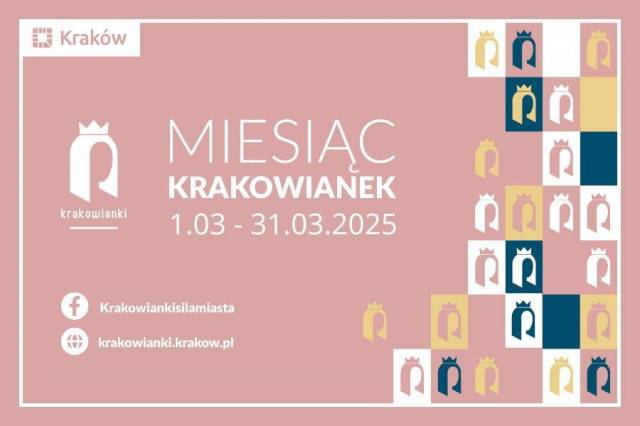 Kraków
MIESIĄC
KRAKOWIANEK
1.03 - 31.03.2025
krakowianki
Krakowiankisilamiasta
krakowianki.krakow.pl